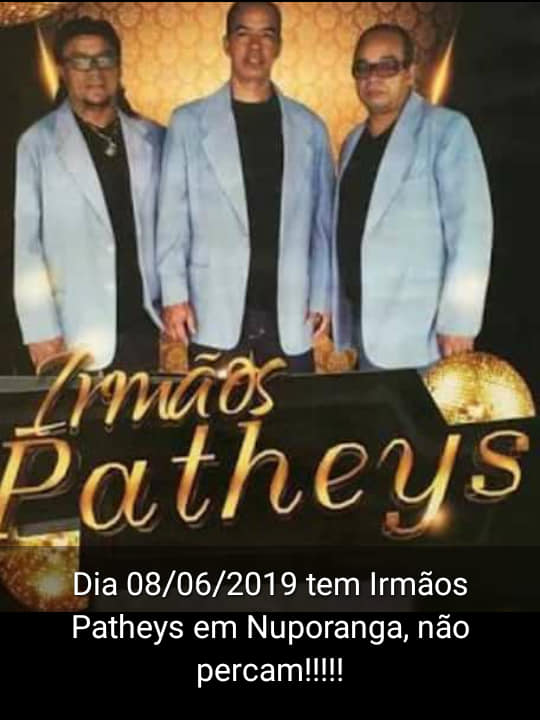 Irmãos
Patheys
Dia 08/06/2019 tem Irmãos
Patheys em Nuporanga, não
percam!!!!!